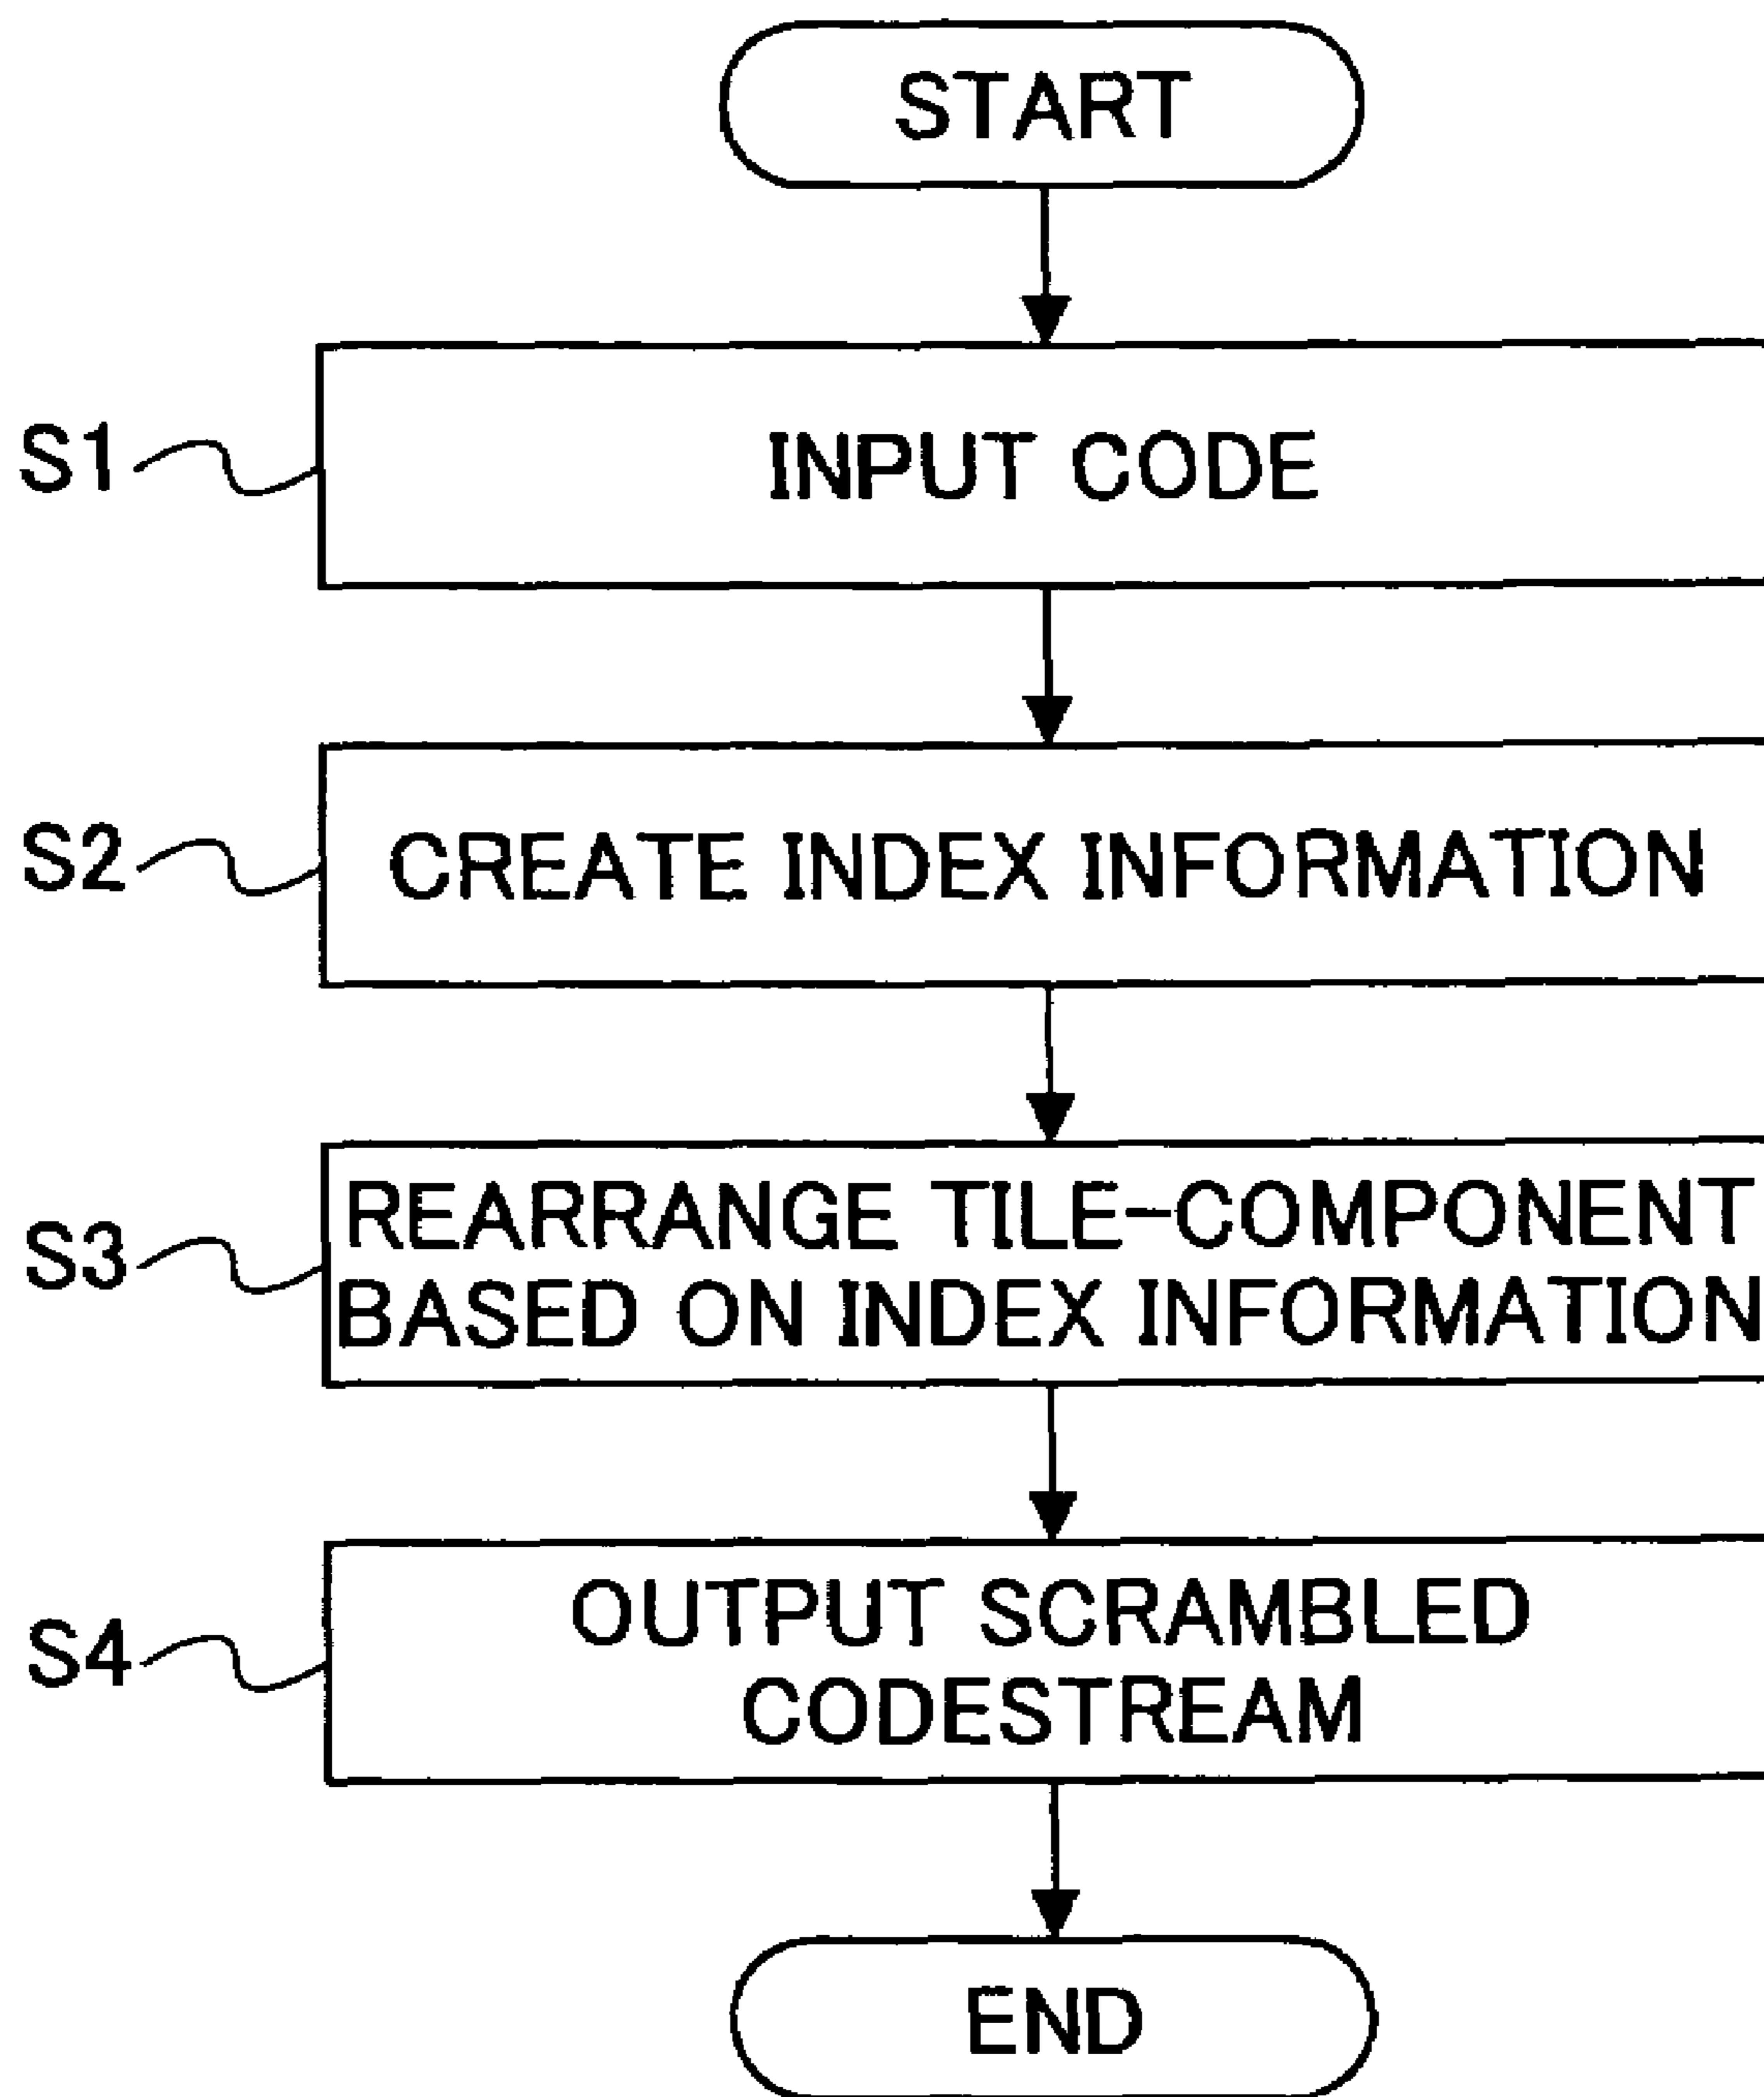 START
S1
INPUT CODE
S2
CREATE INDEX INFORMATION
S3
REARRANGE TILE-COMPONENT
BASED ON INDEX INFORMATION
S4
OUTPUT SCRAMBLED
CODESTREAM
END